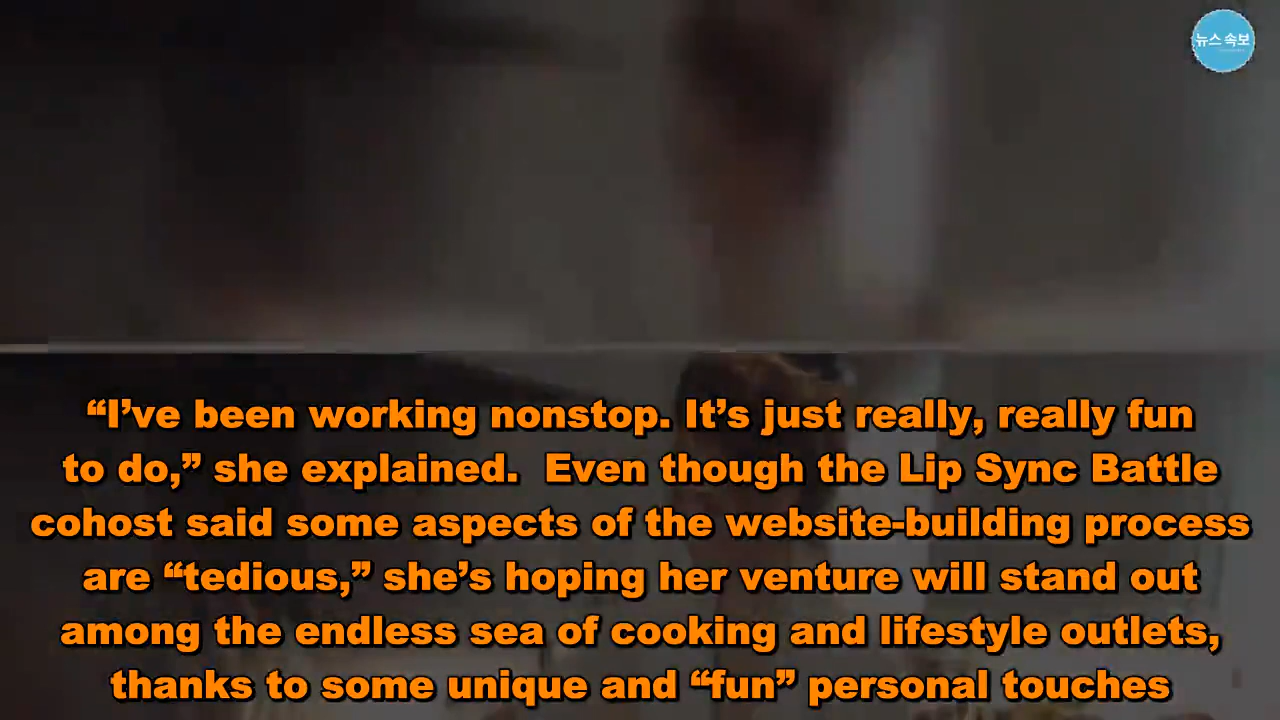 뉴스 속보
“I’ve been working nonstop. It’s just really, really fun
to do,” she explained.  Even though the Lip Sync Battle
cohost said some aspects of the website-building process
are “tedious,” she’s hoping her venture will stand out
among the endless sea of cooking and lifestyle outlets,
thanks to some unique and “fun” personal touches